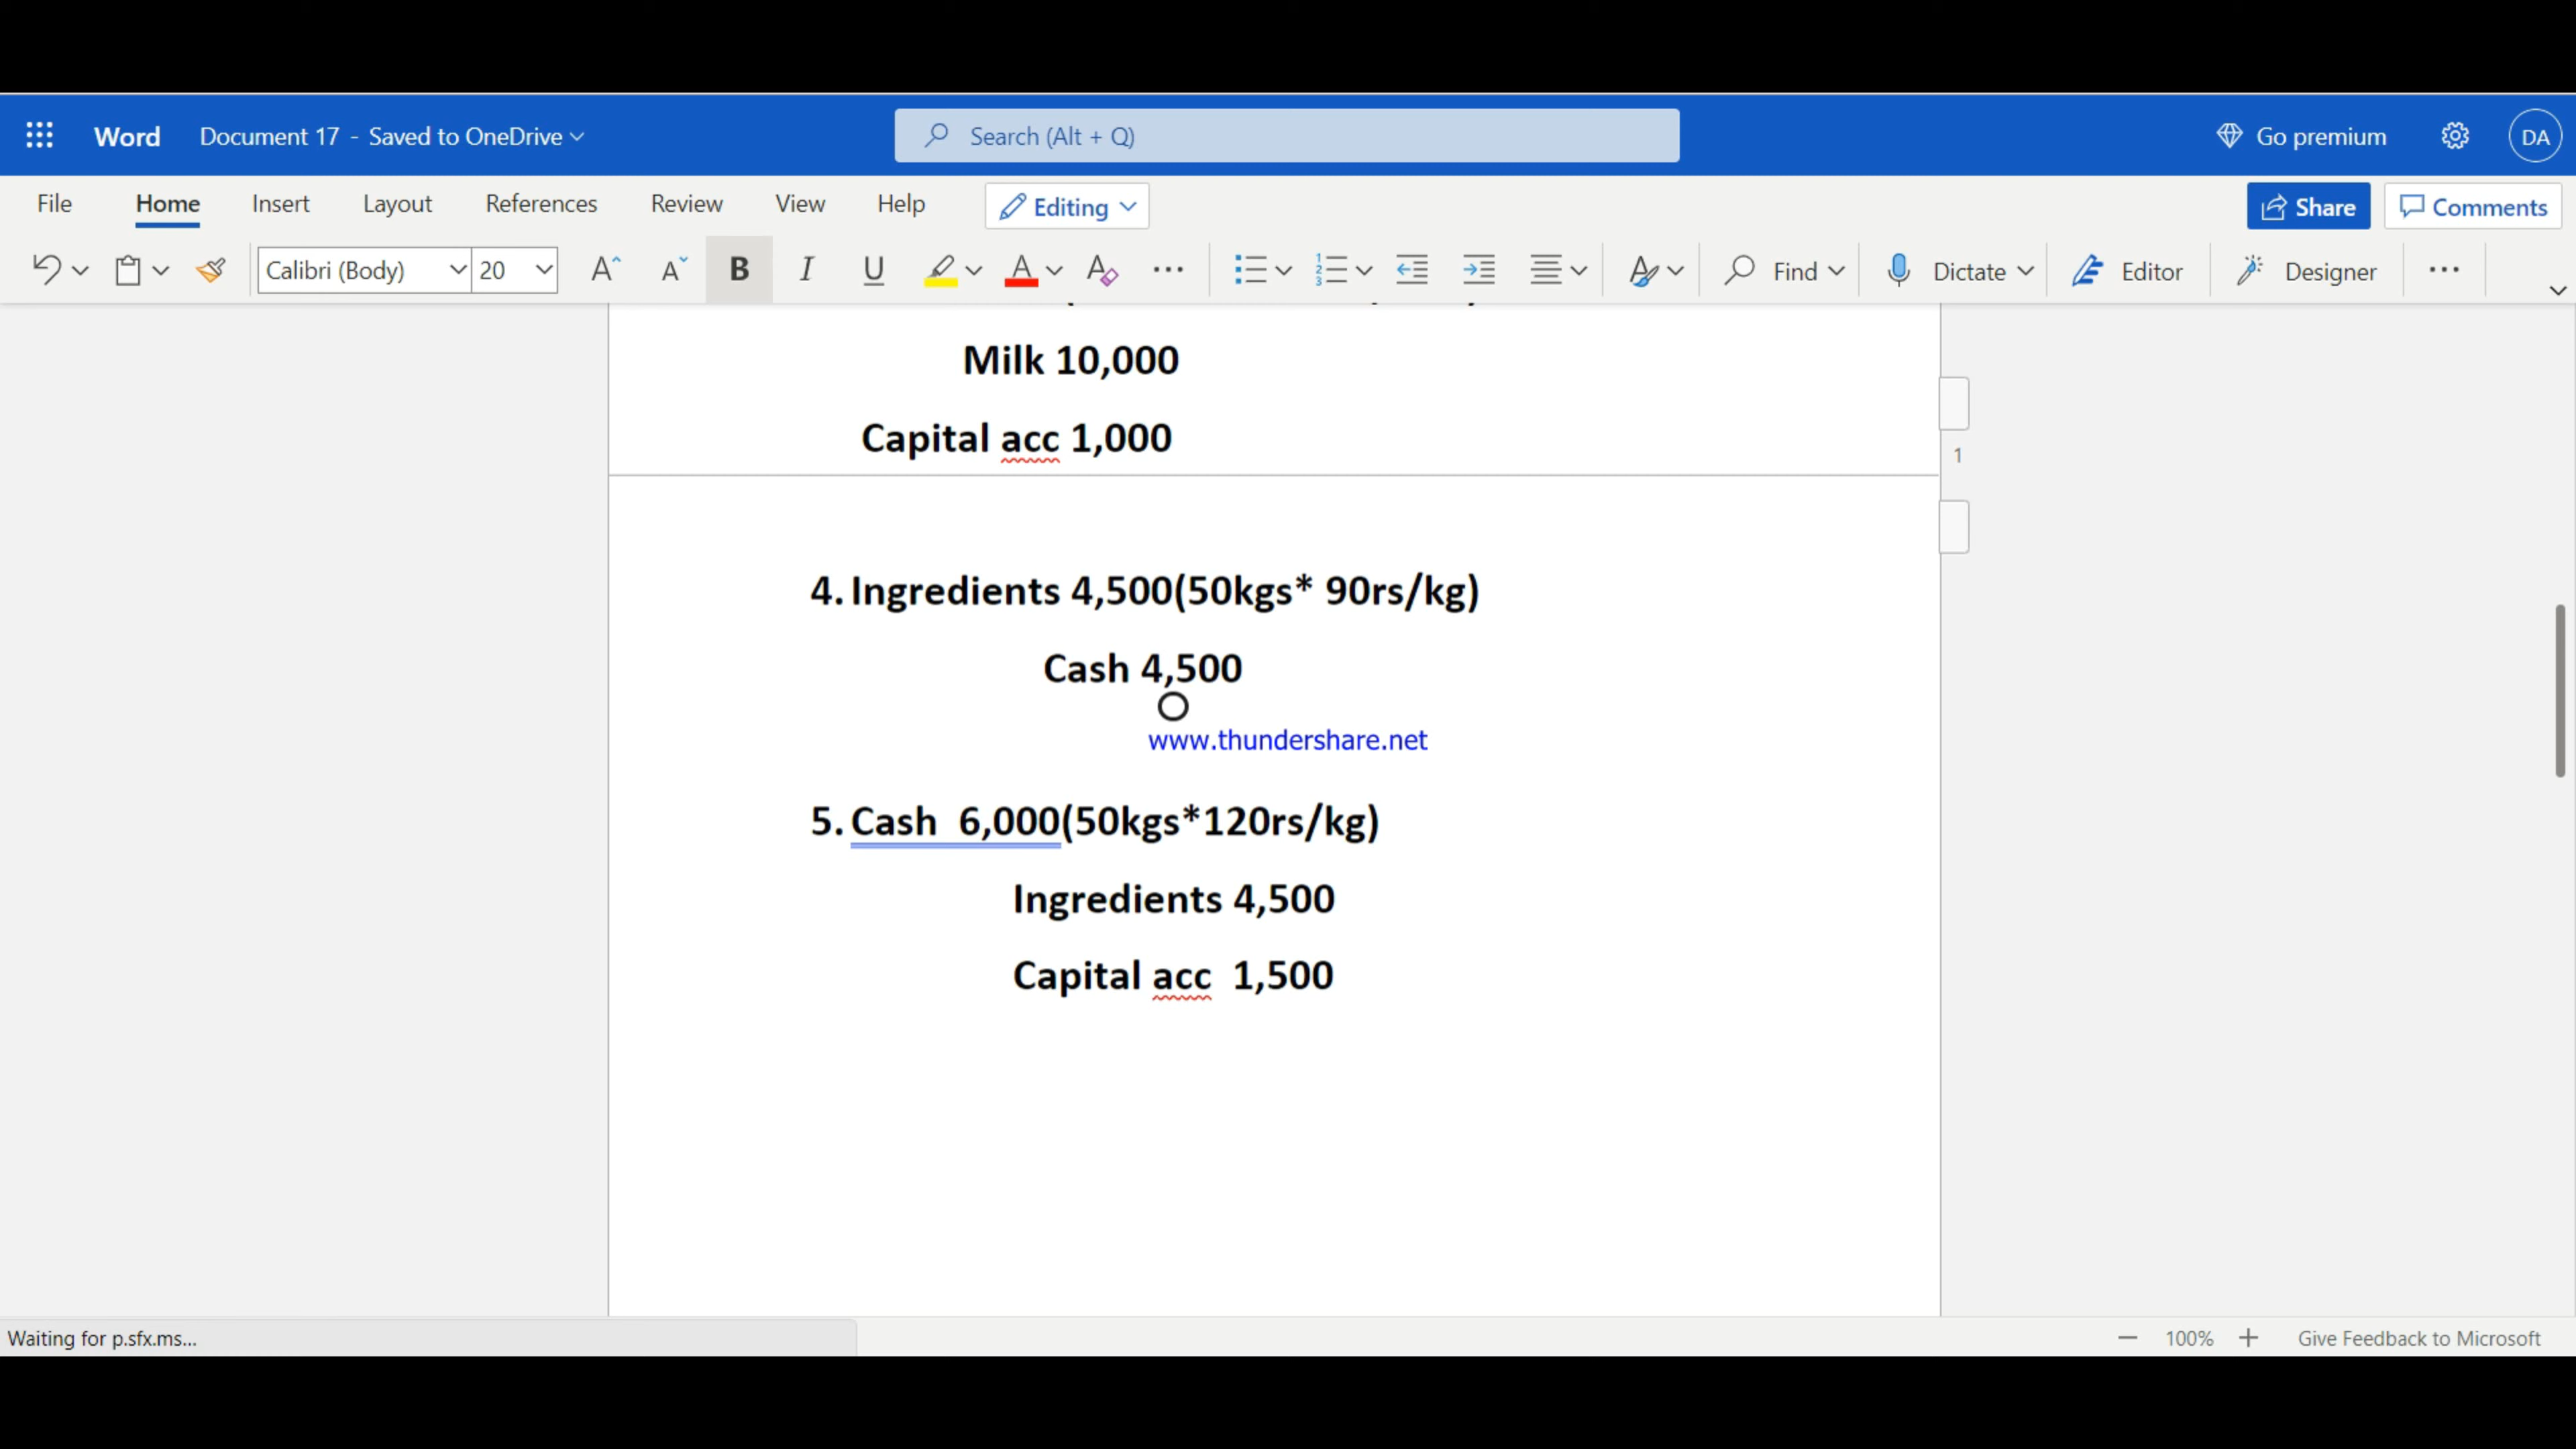 Word Document 17 - Saved to OneDrive Search (Alt + Q) Go premium DA
File Home Insert Layout References Review View Help Editing Share Comments
Calibri (Body) 20 A A B I U A A ... Find Dictate Editor Designer ...
Milk 10,000
Capital acc 1,000
1
4. Ingredients 4,500(50kgs* 90rs/kg)
Cash 4,500
www.thundershare.net
5. Cash 6,000(50kgs*120rs/kg)
Ingredients 4,500
Capital acc 1,500
Waiting for p.sfx.ms... 100% Give Feedback to Microsoft